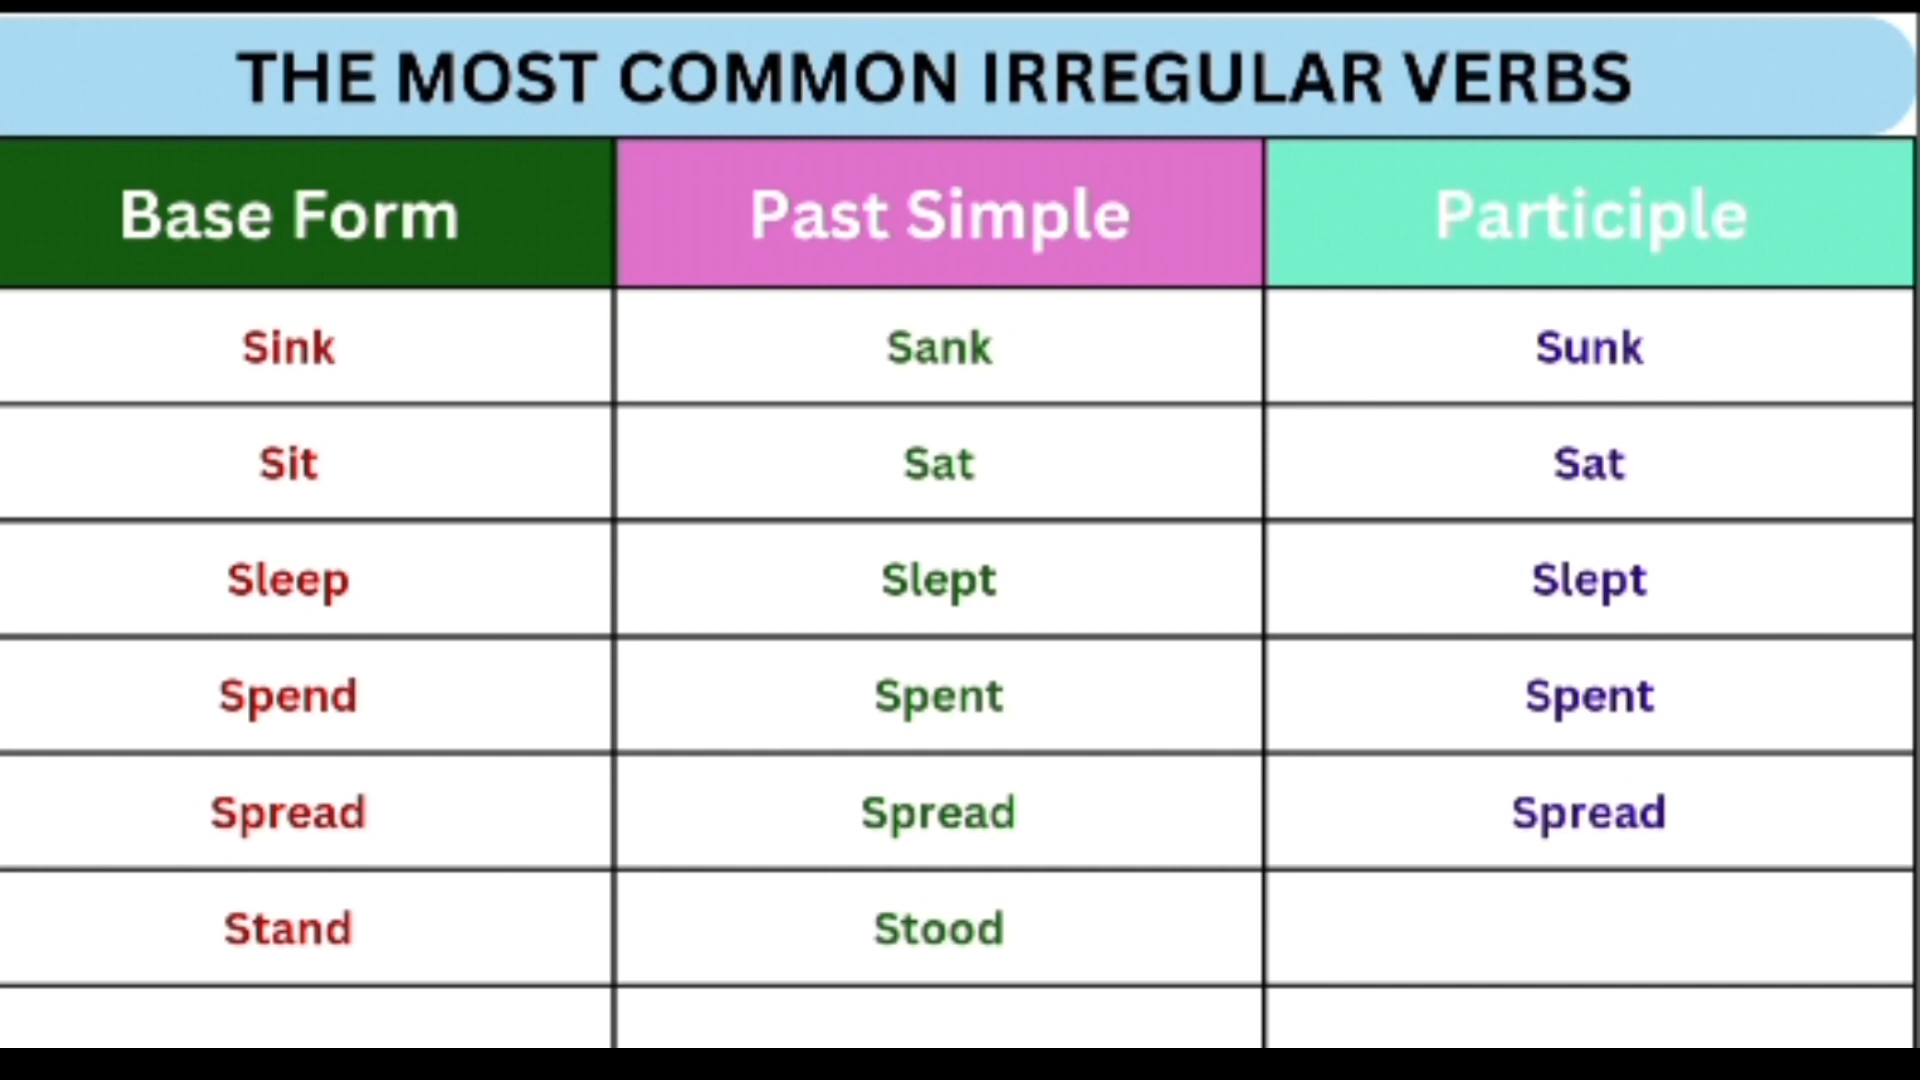 THE MOST COMMON IRREGULAR VERBS
Base Form Past Simple Participle
Sink Sank Sunk
Sit Sat Sat
Sleep Slept Slept
Spend Spent Spent
Spread Spread Spread
Stand Stood